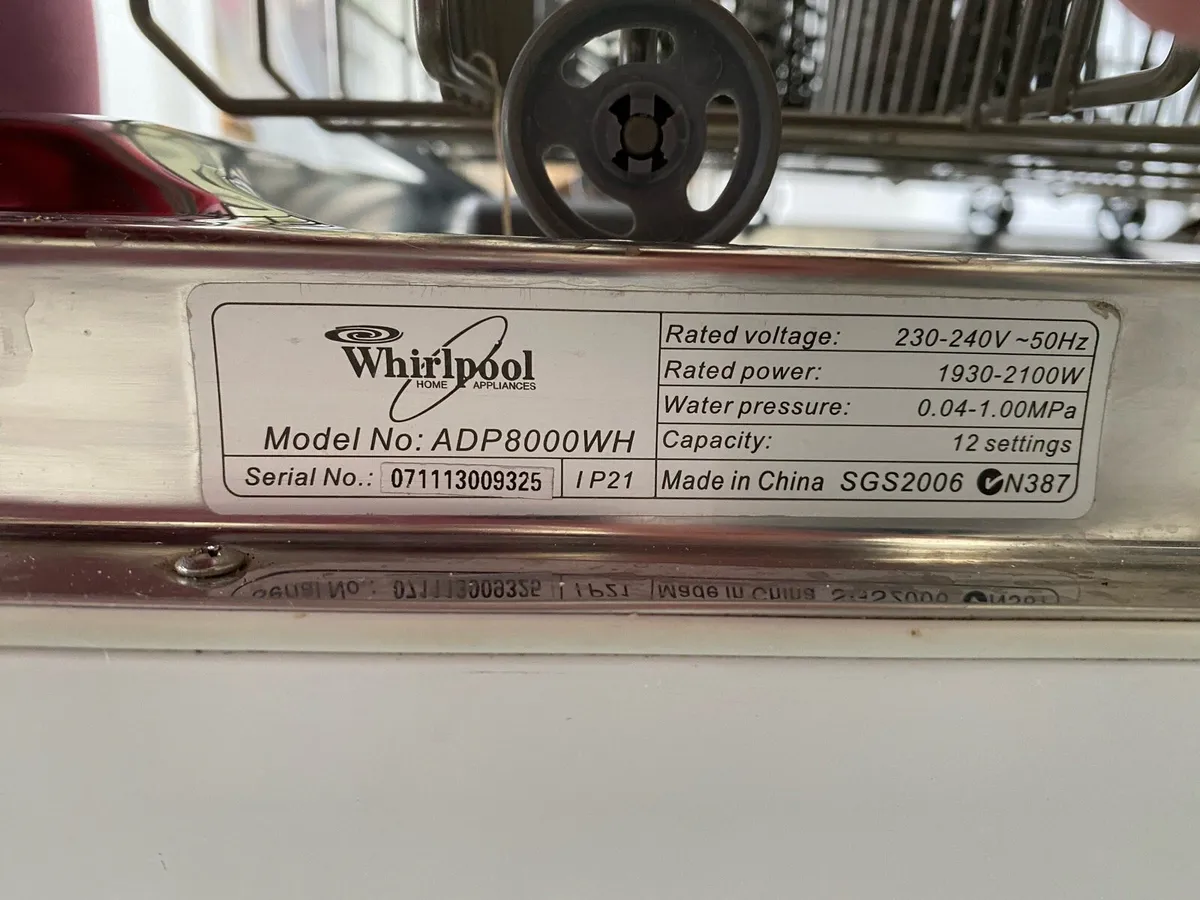 Whirlpool
HOME APPLIANCES
Model No: ADP8000WH
Serial No.: 071113009325
IP21
Rated voltage: 230-240V ~50Hz
Rated power: 1930-2100W
Water pressure: 0.04-1.00MPa
Capacity: 12 settings
Made in China SGS2006 N387